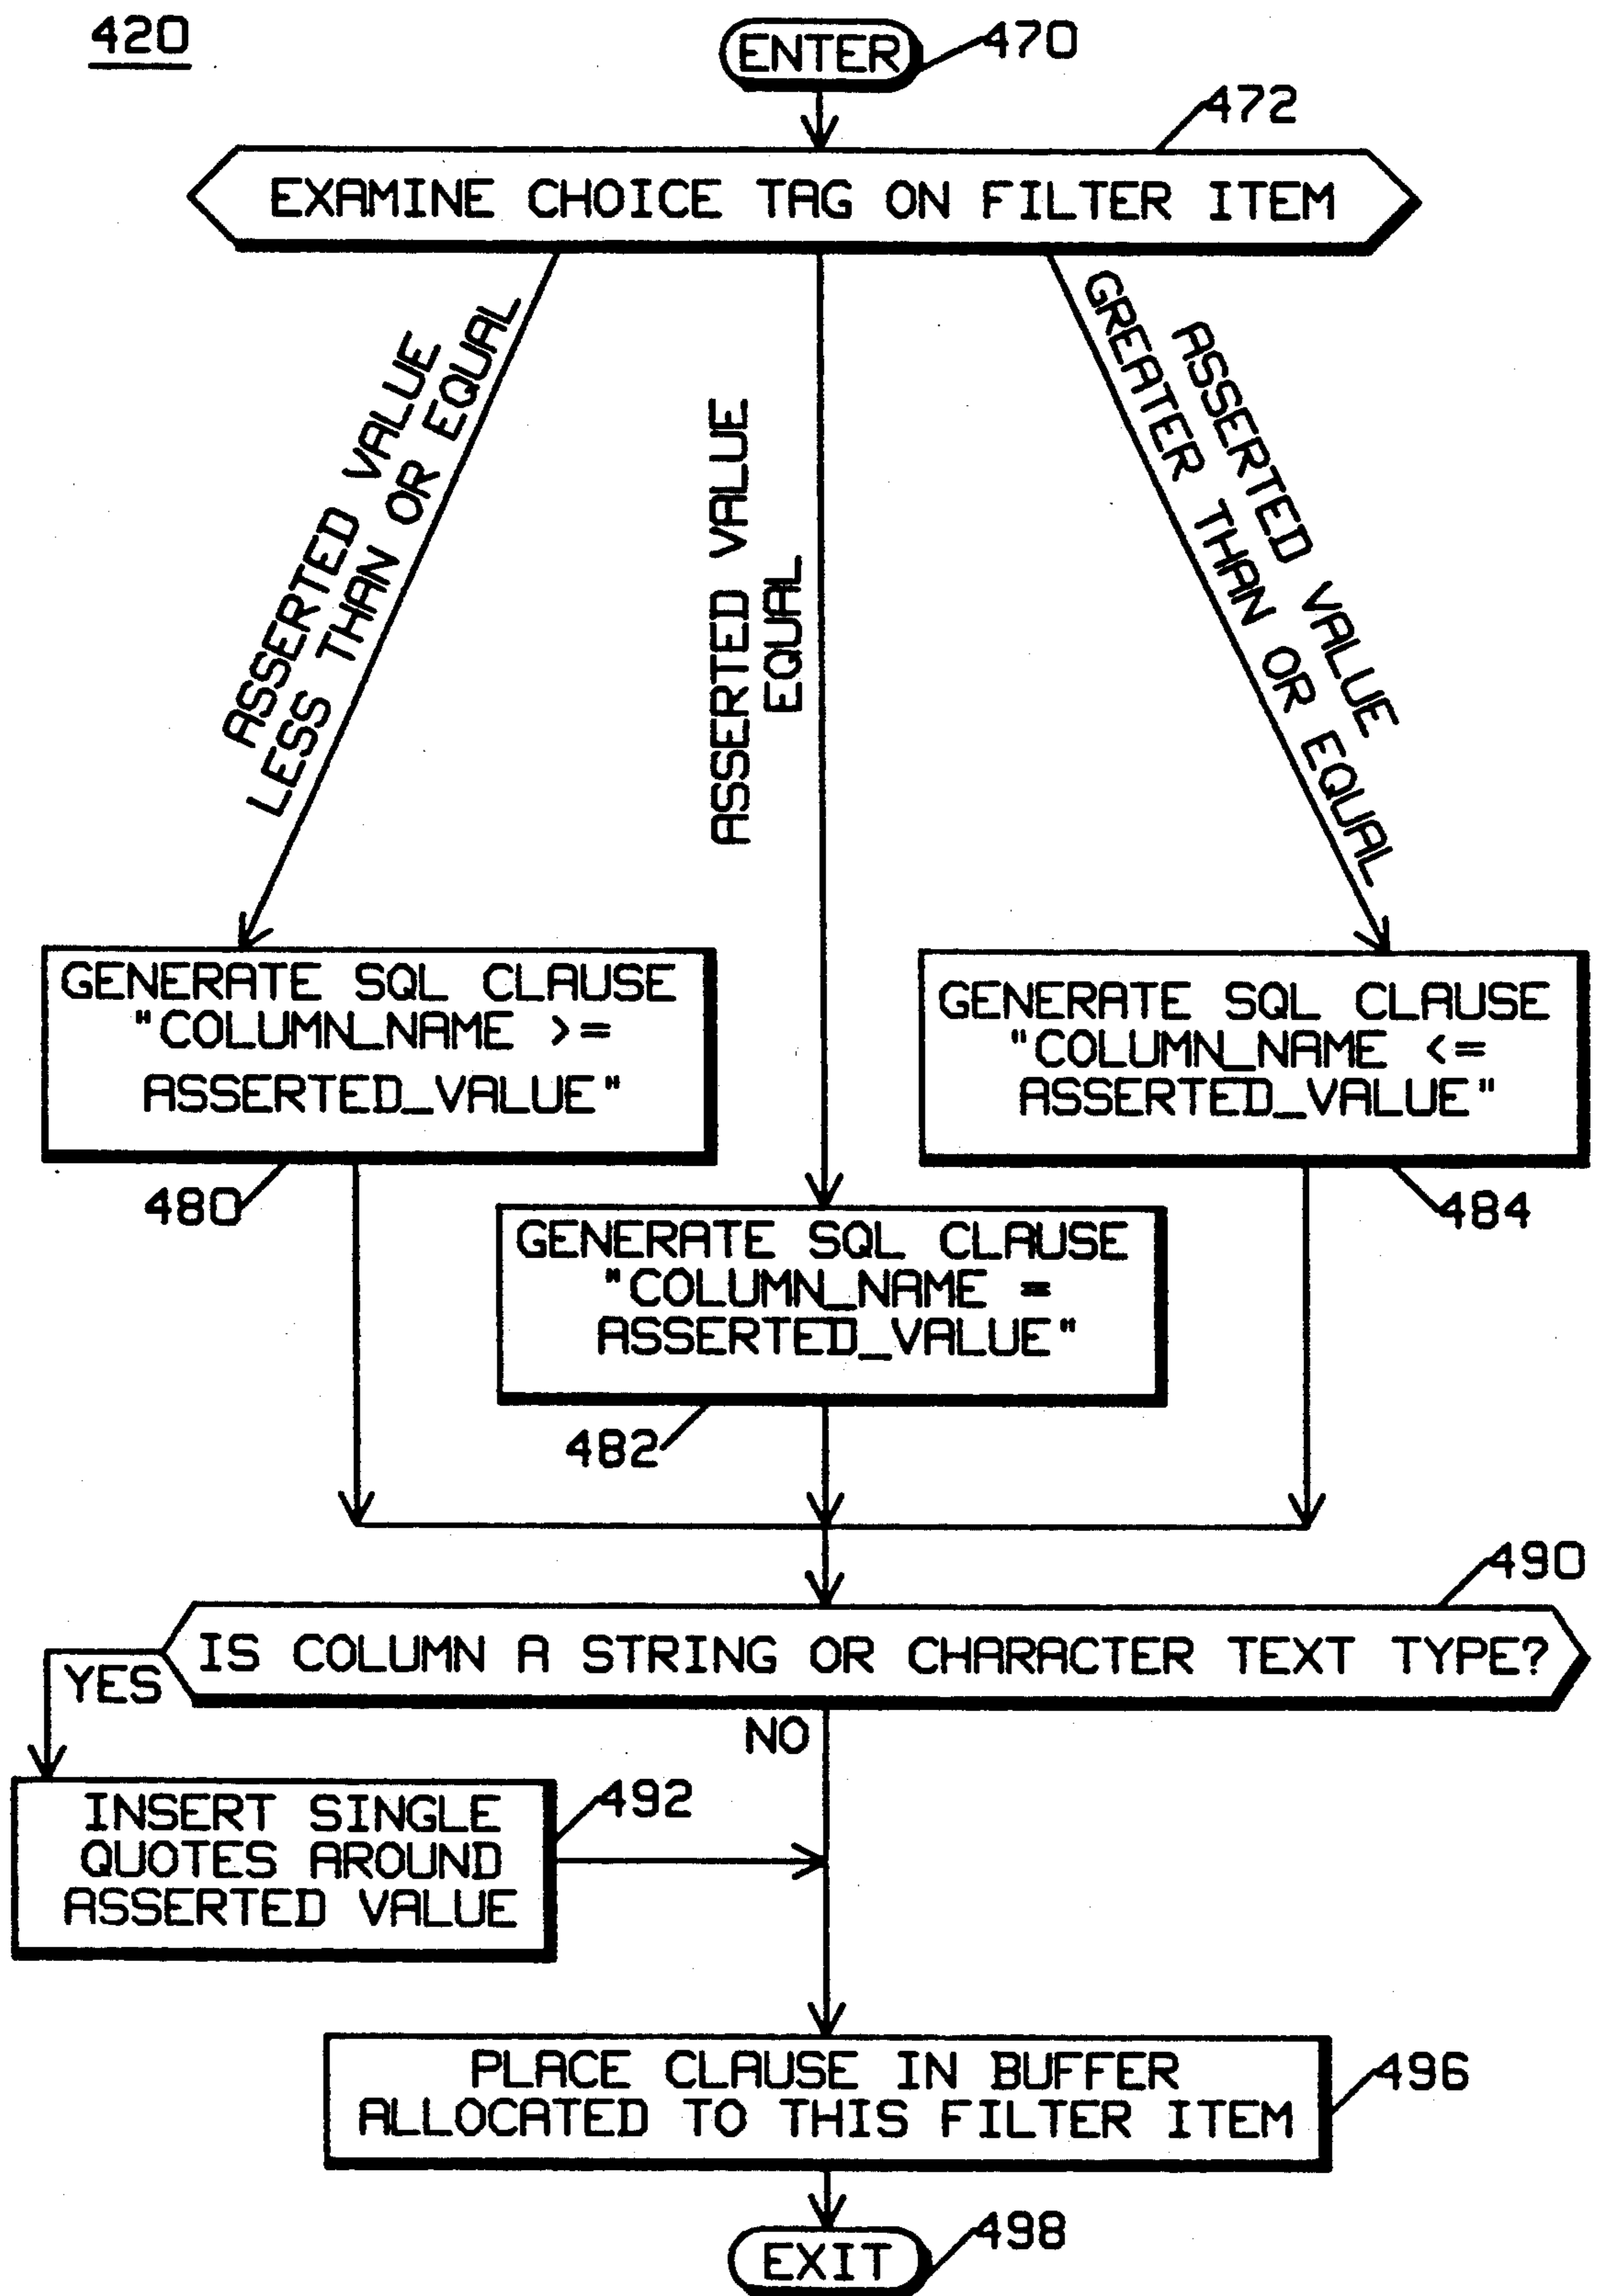 420
ENTER
470
472
EXAMINE CHOICE TAG ON FILTER ITEM
ASSERTED VALUE
LESS THAN OR EQUAL
ASSERTED VALUE
EQUAL
ASSERTED VALUE
GREATER THAN OR EQUAL
GENERATE SQL CLAUSE
"COLUMN_NAME >=
ASSERTED_VALUE"
480
GENERATE SQL CLAUSE
"COLUMN_NAME <=
ASSERTED_VALUE"
484
GENERATE SQL CLAUSE
"COLUMN_NAME =
ASSERTED_VALUE"
482
490
IS COLUMN A STRING OR CHARACTER TEXT TYPE?
YES
NO
INSERT SINGLE
QUOTES AROUND
ASSERTED VALUE
492
PLACE CLAUSE IN BUFFER
ALLOCATED TO THIS FILTER ITEM
496
EXIT
498